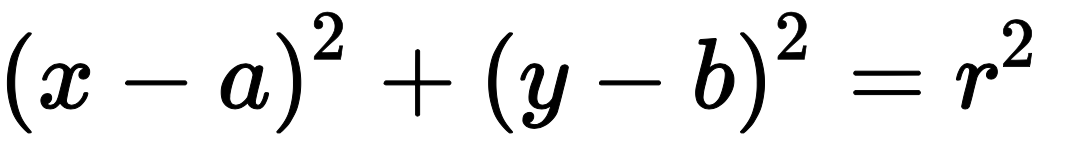 (x − a)² + (y − b)² = r²